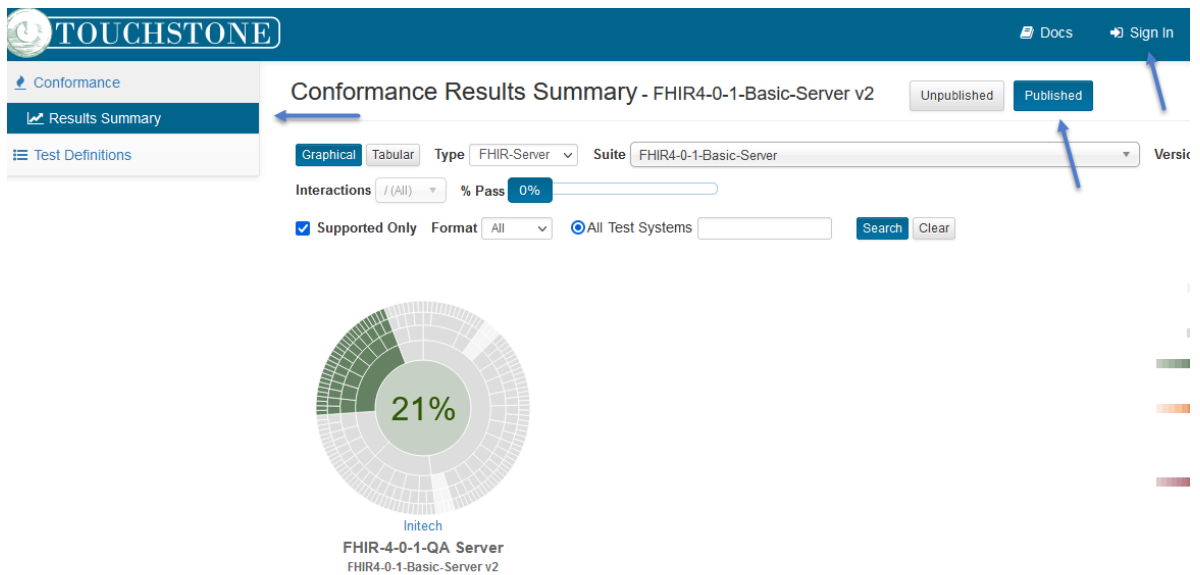 TOUCHSTONE
Docs
Sign In
Conformance
Results Summary
Test Definitions
Conformance Results Summary - FHIR4-0-1-Basic-Server v2
Unpublished
Published
Graphical Tabular Type FHIR-Server Suite FHIR4-0-1-Basic-Server
Interactions / (All) % Pass 0%
Supported Only Format All All Test Systems Search Clear
21%
Initech
FHIR-4-0-1-QA Server
FHIR4-0-1-Basic-Server v2